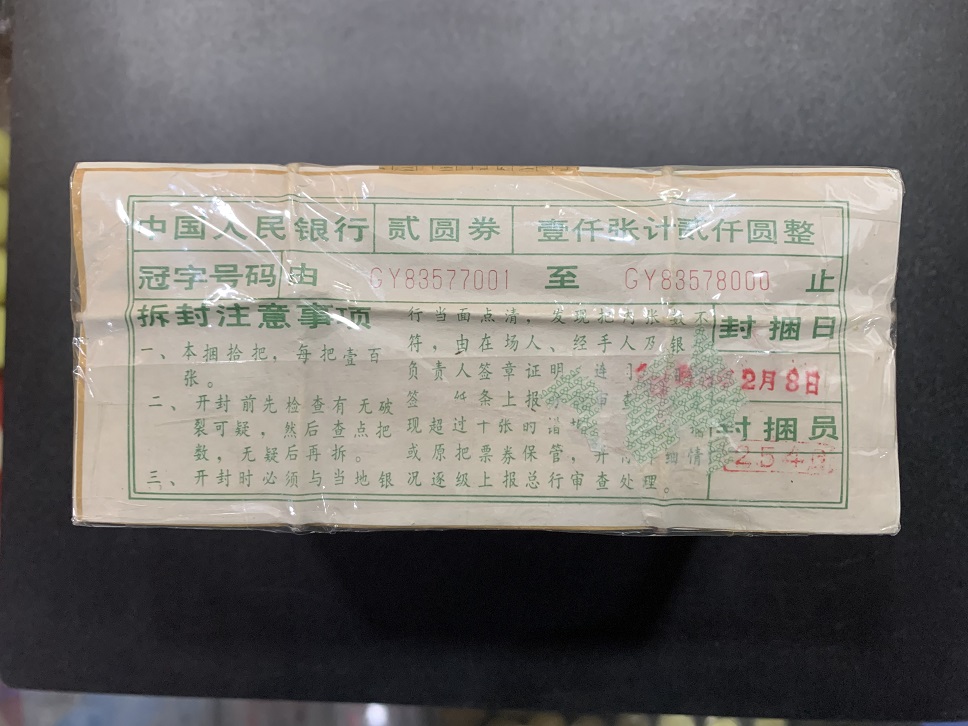 中国人民银行 贰圆券 壹仟张计贰仟圆整
冠字号码由 GY83577001 至 GY83578000 止
拆封注意事项
一、本捆拾把，每把壹百
张。
二、开封前先检查有无破
裂可疑，然后查点把
数，无疑后再拆。
三、开封时必须与当地银
行当面点清，发现把内张数不
符，由在场人、经手人及银
负责人签章证明
条上报
现超过十张的
或原把票券保管，
情
况逐级上报总行审查处理。
封捆日
2月8日
封捆员
254